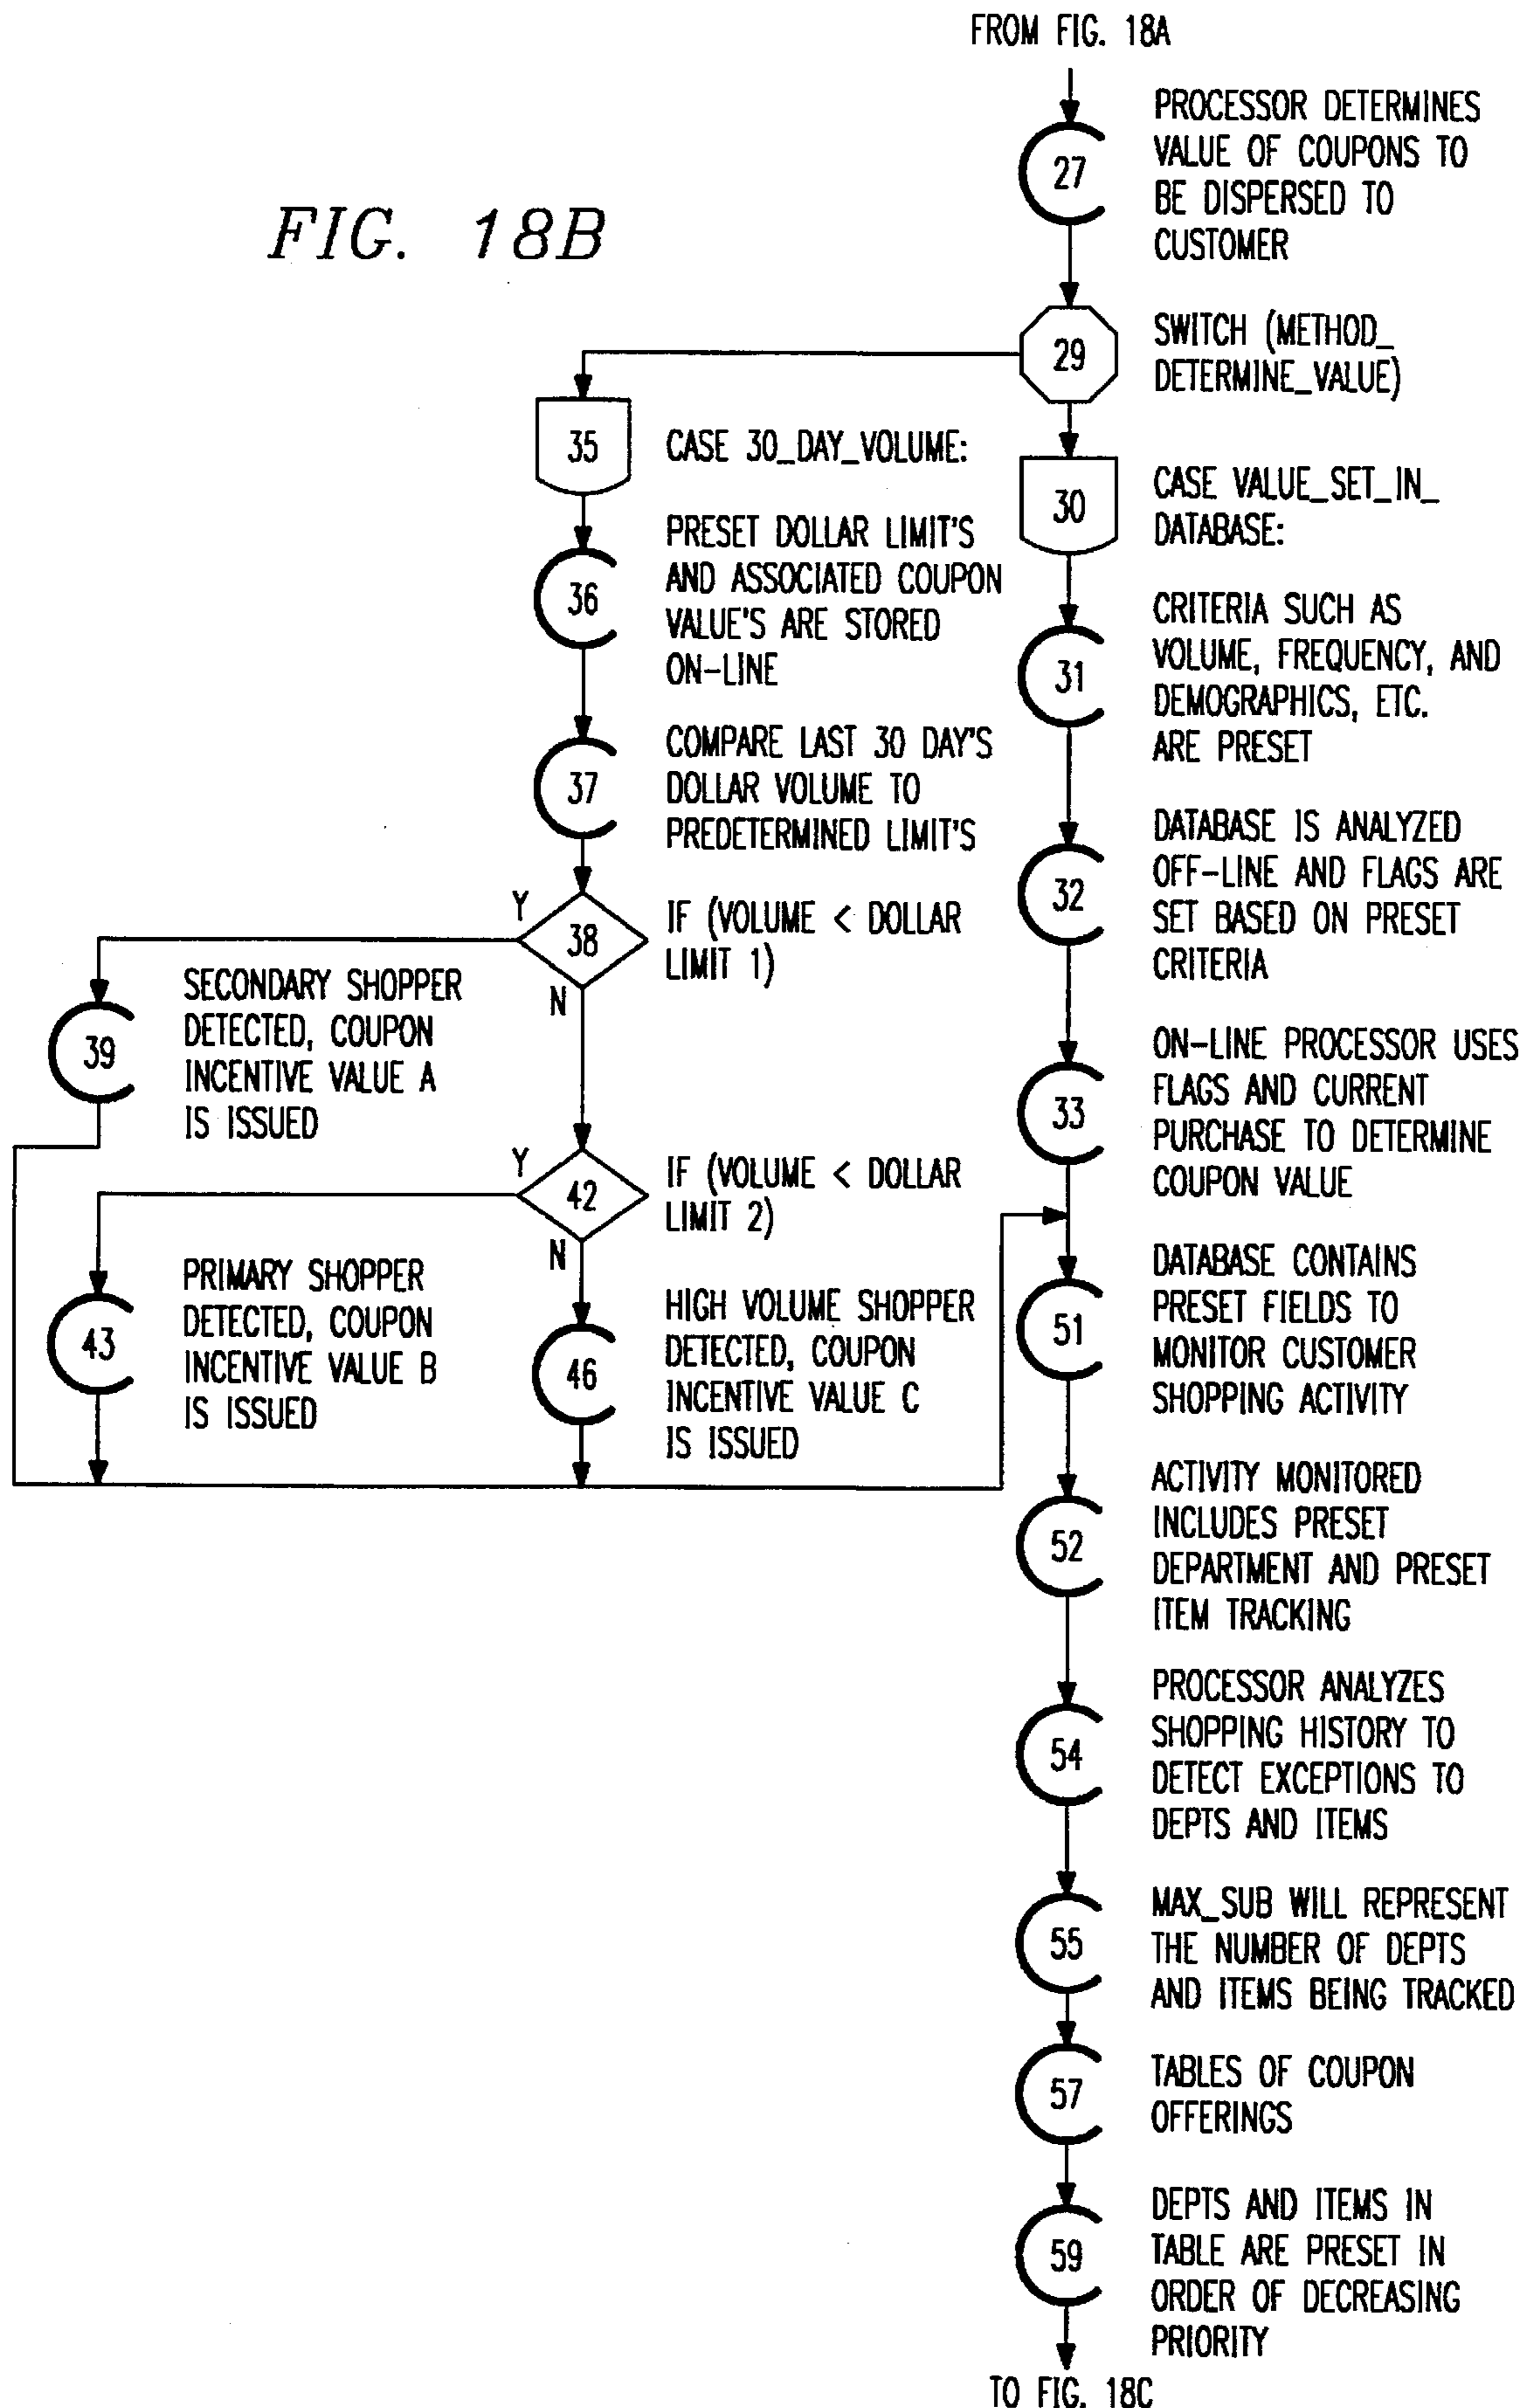 FROM FIG. 18A
FIG. 18B
27
PROCESSOR DETERMINES
VALUE OF COUPONS TO
BE DISPERSED TO
CUSTOMER
29
SWITCH (METHOD_
DETERMINE_VALUE)
35
CASE 30_DAY_VOLUME:
36
PRESET DOLLAR LIMIT'S
AND ASSOCIATED COUPON
VALUE'S ARE STORED
ON-LINE
37
COMPARE LAST 30 DAY'S
DOLLAR VOLUME TO
PREDETERMINED LIMIT'S
Y
38
N
IF (VOLUME < DOLLAR
LIMIT 1)
39
SECONDARY SHOPPER
DETECTED, COUPON
INCENTIVE VALUE A
IS ISSUED
Y
42
N
IF (VOLUME < DOLLAR
LIMIT 2)
43
PRIMARY SHOPPER
DETECTED, COUPON
INCENTIVE VALUE B
IS ISSUED
46
HIGH VOLUME SHOPPER
DETECTED, COUPON
INCENTIVE VALUE C
IS ISSUED
30
CASE VALUE_SET_IN_
DATABASE:
31
CRITERIA SUCH AS
VOLUME, FREQUENCY, AND
DEMOGRAPHICS, ETC.
ARE PRESET
32
DATABASE IS ANALYZED
OFF-LINE AND FLAGS ARE
SET BASED ON PRESET
CRITERIA
33
ON-LINE PROCESSOR USES
FLAGS AND CURRENT
PURCHASE TO DETERMINE
COUPON VALUE
51
DATABASE CONTAINS
PRESET FIELDS TO
MONITOR CUSTOMER
SHOPPING ACTIVITY
52
ACTIVITY MONITORED
INCLUDES PRESET
DEPARTMENT AND PRESET
ITEM TRACKING
54
PROCESSOR ANALYZES
SHOPPING HISTORY TO
DETECT EXCEPTIONS TO
DEPTS AND ITEMS
55
MAX_SUB WILL REPRESENT
THE NUMBER OF DEPTS
AND ITEMS BEING TRACKED
57
TABLES OF COUPON
OFFERINGS
59
DEPTS AND ITEMS IN
TABLE ARE PRESET IN
ORDER OF DECREASING
PRIORITY
TO FIG. 18C